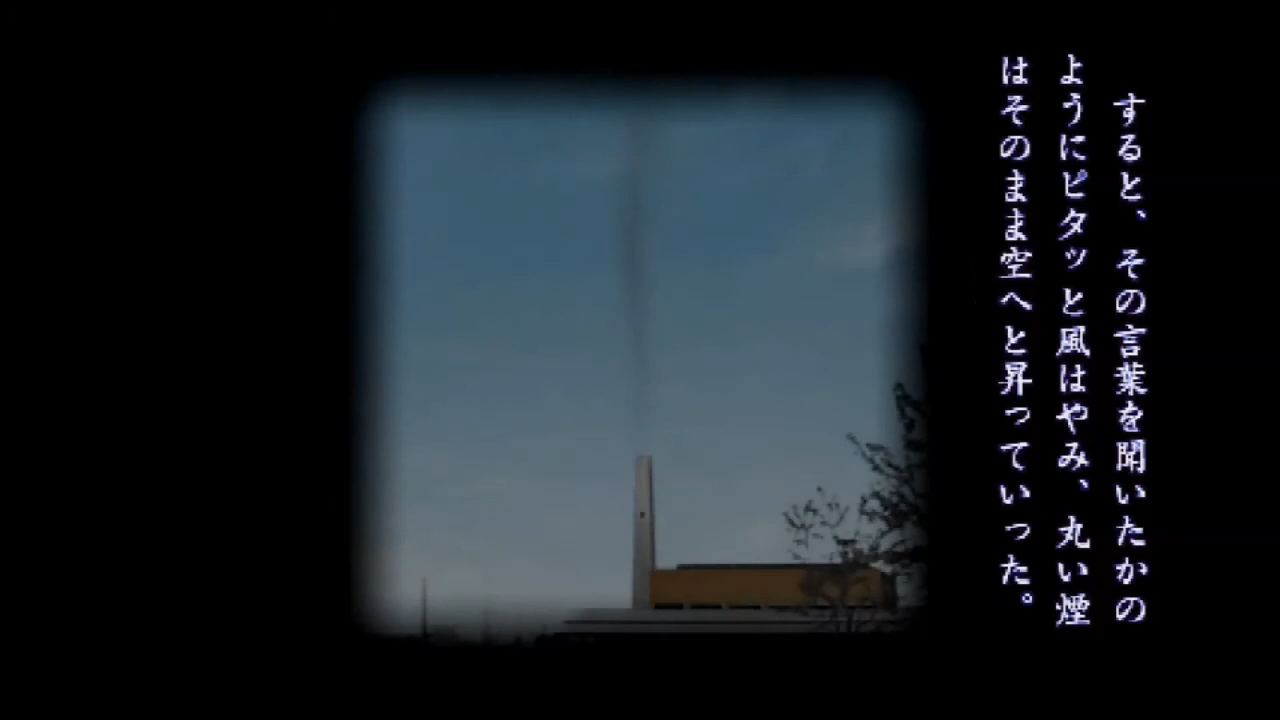 すると、その言葉を聞いたかの
ようにピタッと風はやみ、丸い煙
はそのまま空へと昇っていった。